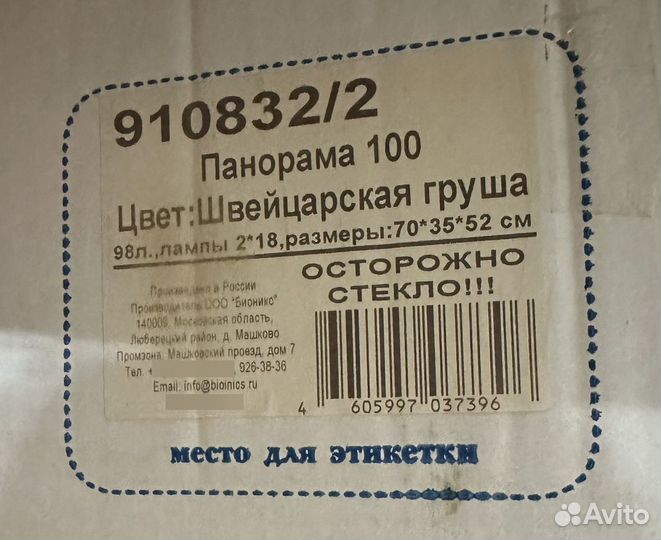 910832/2
Панорама 100
Цвет:Швейцарская груша
98л.,лампы 2*18,размеры:70*35*52 см
Произведено в России
Производитель ООО "Бионикс"
140009, Московская область,
Люберецкий район, д. Машково
Промзона: Машковский проезд, дом 7
Тел. + 926-38-36
Email: info@bioinics.ru
ОСТОРОЖНО
СТЕКЛО!!!
4 605997 037396
место для этикетки
Avito